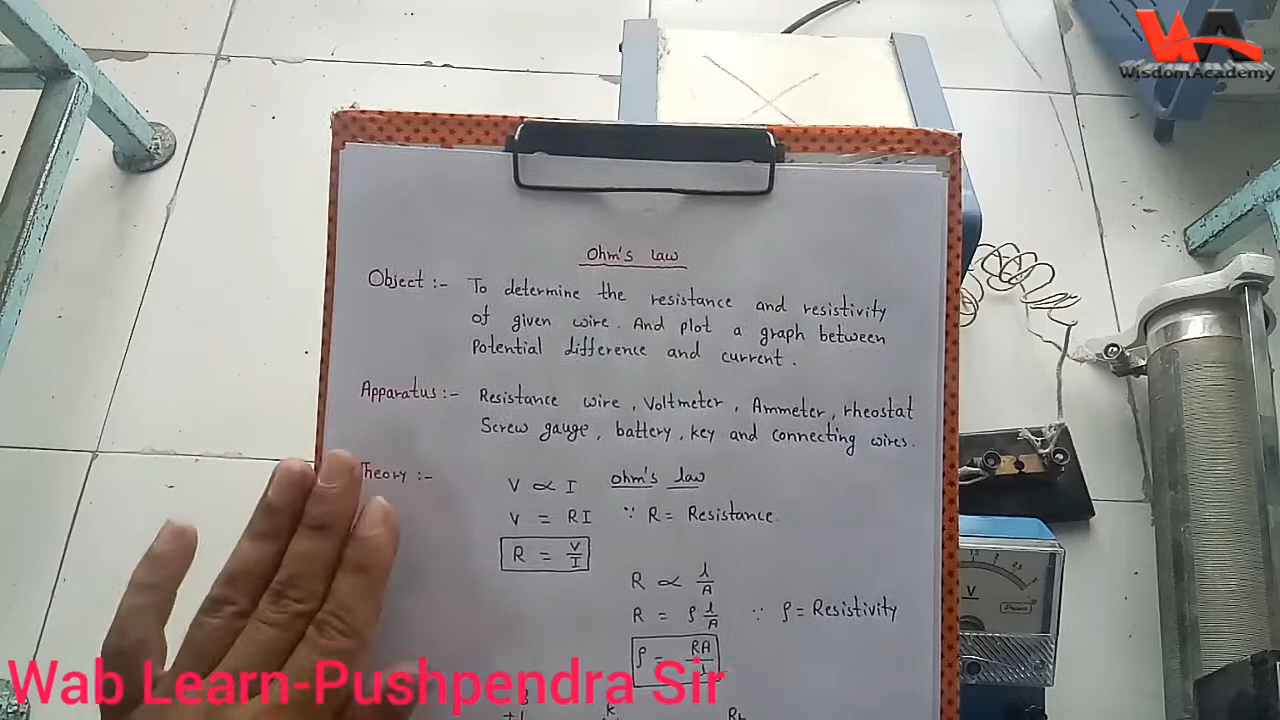 WA
WisdomAcademy
Ohm's law
Object :- To determine the resistance and resistivity
of given wire. And plot a graph between
Potential difference and current.
Apparatus :- Resistance wire, Voltmeter, Ammeter, rheostat
Screw gauge, battery, key and connecting wires.
Theory :-
V ∝ I ohm's law
V = RI ∵ R = Resistance.
R = V/I
R ∝ l/A
R = ρ l/A ∵ ρ = Resistivity
ρ = RA/l
V
Wab Learn-Pushpendra Sir